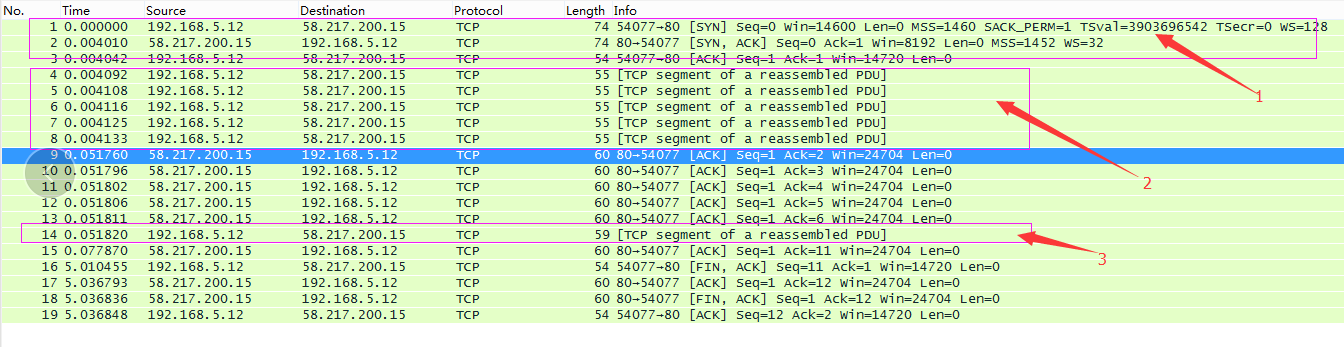 No. Time Source Destination Protocol Length Info
1 0.000000 192.168.5.12 58.217.200.15 TCP 74 54077→80 [SYN] Seq=0 Win=14600 Len=0 MSS=1460 SACK_PERM=1 TSval=3903696542 TSecr=0 WS=128
2 0.004010 58.217.200.15 192.168.5.12 TCP 74 80→54077 [SYN, ACK] Seq=0 Ack=1 Win=8192 Len=0 MSS=1452 WS=32
3 0.004042 192.168.5.12 58.217.200.15 TCP 54 54077→80 [ACK] Seq=1 Ack=1 Win=14720 Len=0
4 0.004092 192.168.5.12 58.217.200.15 TCP 55 [TCP segment of a reassembled PDU]
5 0.004108 192.168.5.12 58.217.200.15 TCP 55 [TCP segment of a reassembled PDU]
1
6 0.004116 192.168.5.12 58.217.200.15 TCP 55 [TCP segment of a reassembled PDU]
7 0.004125 192.168.5.12 58.217.200.15 TCP 55 [TCP segment of a reassembled PDU]
8 0.004133 192.168.5.12 58.217.200.15 TCP 55 [TCP segment of a reassembled PDU]
9 0.051760 58.217.200.15 192.168.5.12 TCP 60 80→54077 [ACK] Seq=1 Ack=2 Win=24704 Len=0
10 0.051796 58.217.200.15 192.168.5.12 TCP 60 80→54077 [ACK] Seq=1 Ack=3 Win=24704 Len=0
2
11 0.051802 58.217.200.15 192.168.5.12 TCP 60 80→54077 [ACK] Seq=1 Ack=4 Win=24704 Len=0
12 0.051806 58.217.200.15 192.168.5.12 TCP 60 80→54077 [ACK] Seq=1 Ack=5 Win=24704 Len=0
13 0.051811 58.217.200.15 192.168.5.12 TCP 60 80→54077 [ACK] Seq=1 Ack=6 Win=24704 Len=0
14 0.051820 192.168.5.12 58.217.200.15 TCP 59 [TCP segment of a reassembled PDU]
15 0.077870 58.217.200.15 192.168.5.12 TCP 60 80→54077 [ACK] Seq=1 Ack=11 Win=24704 Len=0
3
16 5.010455 192.168.5.12 58.217.200.15 TCP 54 54077→80 [FIN, ACK] Seq=11 Ack=1 Win=14720 Len=0
17 5.036793 58.217.200.15 192.168.5.12 TCP 60 80→54077 [ACK] Seq=1 Ack=12 Win=24704 Len=0
18 5.036836 58.217.200.15 192.168.5.12 TCP 60 80→54077 [FIN, ACK] Seq=1 Ack=12 Win=24704 Len=0
19 5.036848 192.168.5.12 58.217.200.15 TCP 54 54077→80 [ACK] Seq=12 Ack=2 Win=14720 Len=0